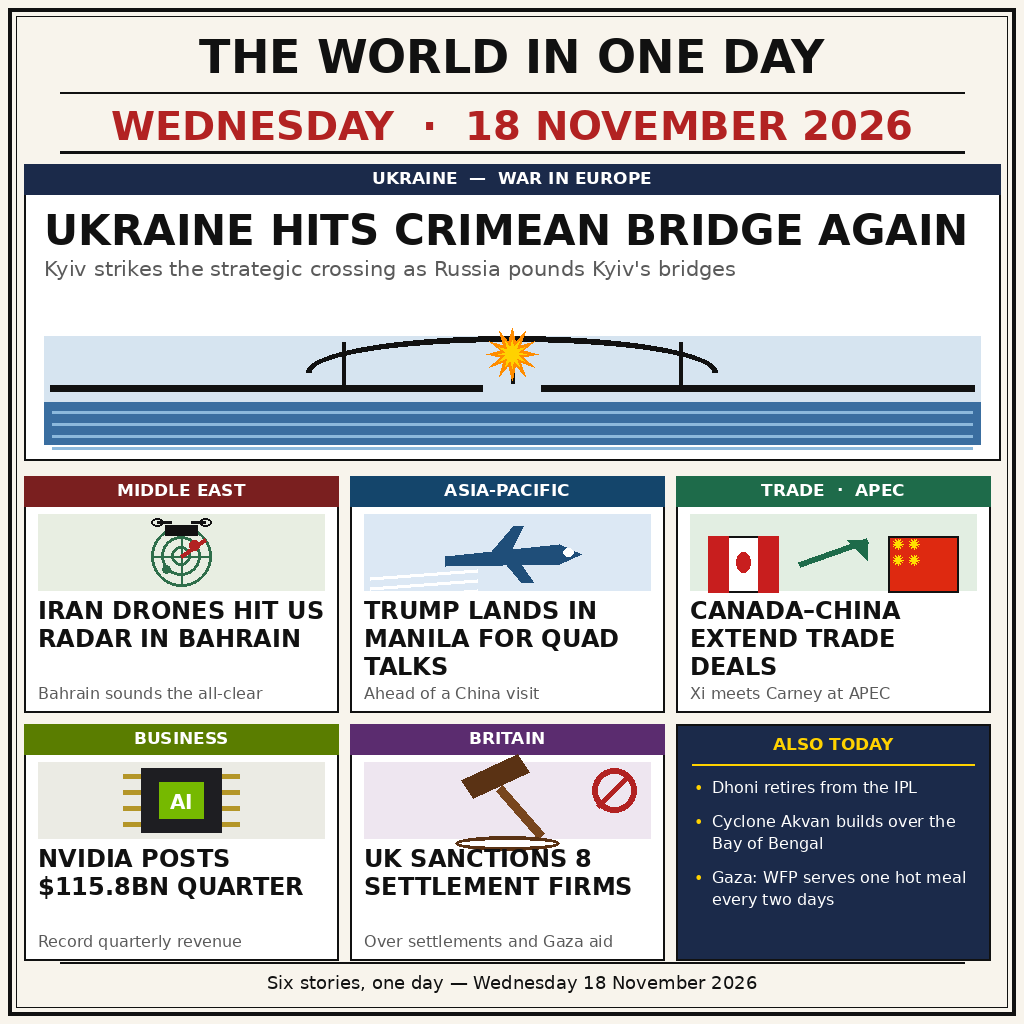 THE WORLD IN ONE DAY
WEDNESDAY · 18 NOVEMBER 2026
UKRAINE — WAR IN EUROPE
UKRAINE HITS CRIMEAN BRIDGE AGAIN
Kyiv strikes the strategic crossing as Russia pounds Kyiv's bridges
MIDDLE EAST
IRAN DRONES HIT US
RADAR IN BAHRAIN
Bahrain sounds the all-clear
ASIA-PACIFIC
TRUMP LANDS IN
MANILA FOR QUAD
TALKS
Ahead of a China visit
TRADE · APEC
CANADA–CHINA
EXTEND TRADE
DEALS
Xi meets Carney at APEC
BUSINESS
AI
NVIDIA POSTS
$115.8BN QUARTER
Record quarterly revenue
BRITAIN
UK SANCTIONS 8
SETTLEMENT FIRMS
Over settlements and Gaza aid
ALSO TODAY
• Dhoni retires from the IPL
• Cyclone Akvan builds over the
Bay of Bengal
• Gaza: WFP serves one hot meal
every two days
Six stories, one day — Wednesday 18 November 2026